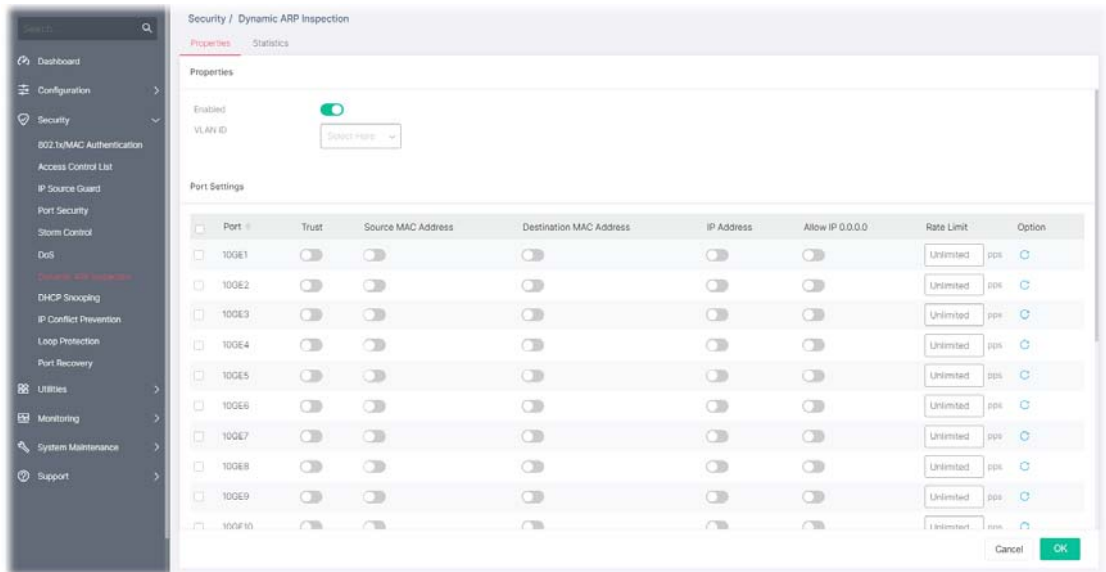 Search...
Dashboard
Configuration
Security
802.1x/MAC Authentication
Access Control List
IP Source Guard
Port Security
Storm Control
DoS
Dynamic ARP Inspection
DHCP Snooping
IP Conflict Prevention
Loop Protection
Port Recovery
Utilities
Monitoring
System Maintenance
Support
Security / Dynamic ARP Inspection
Properties Statistics
Properties
Enabled
VLAN ID Select Here
Port Settings
Port Trust Source MAC Address Destination MAC Address IP Address Allow IP 0.0.0.0 Rate Limit Option
10GE1 Unlimited pps
10GE2 Unlimited pps
10GE3 Unlimited pps
10GE4 Unlimited pps
10GE5 Unlimited pps
10GE6 Unlimited pps
10GE7 Unlimited pps
10GE8 Unlimited pps
10GE9 Unlimited pps
10GE10 Unlimited pps
Cancel OK